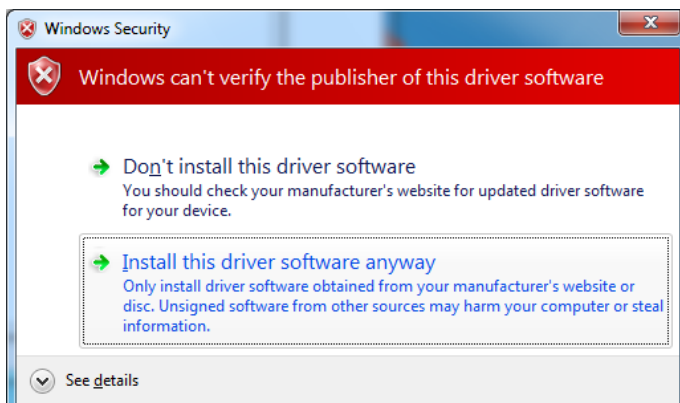 Windows Security
Windows can't verify the publisher of this driver software
Don't install this driver software
You should check your manufacturer's website for updated driver software
for your device.
Install this driver software anyway
Only install driver software obtained from your manufacturer's website or
disc. Unsigned software from other sources may harm your computer or steal
information.
See details